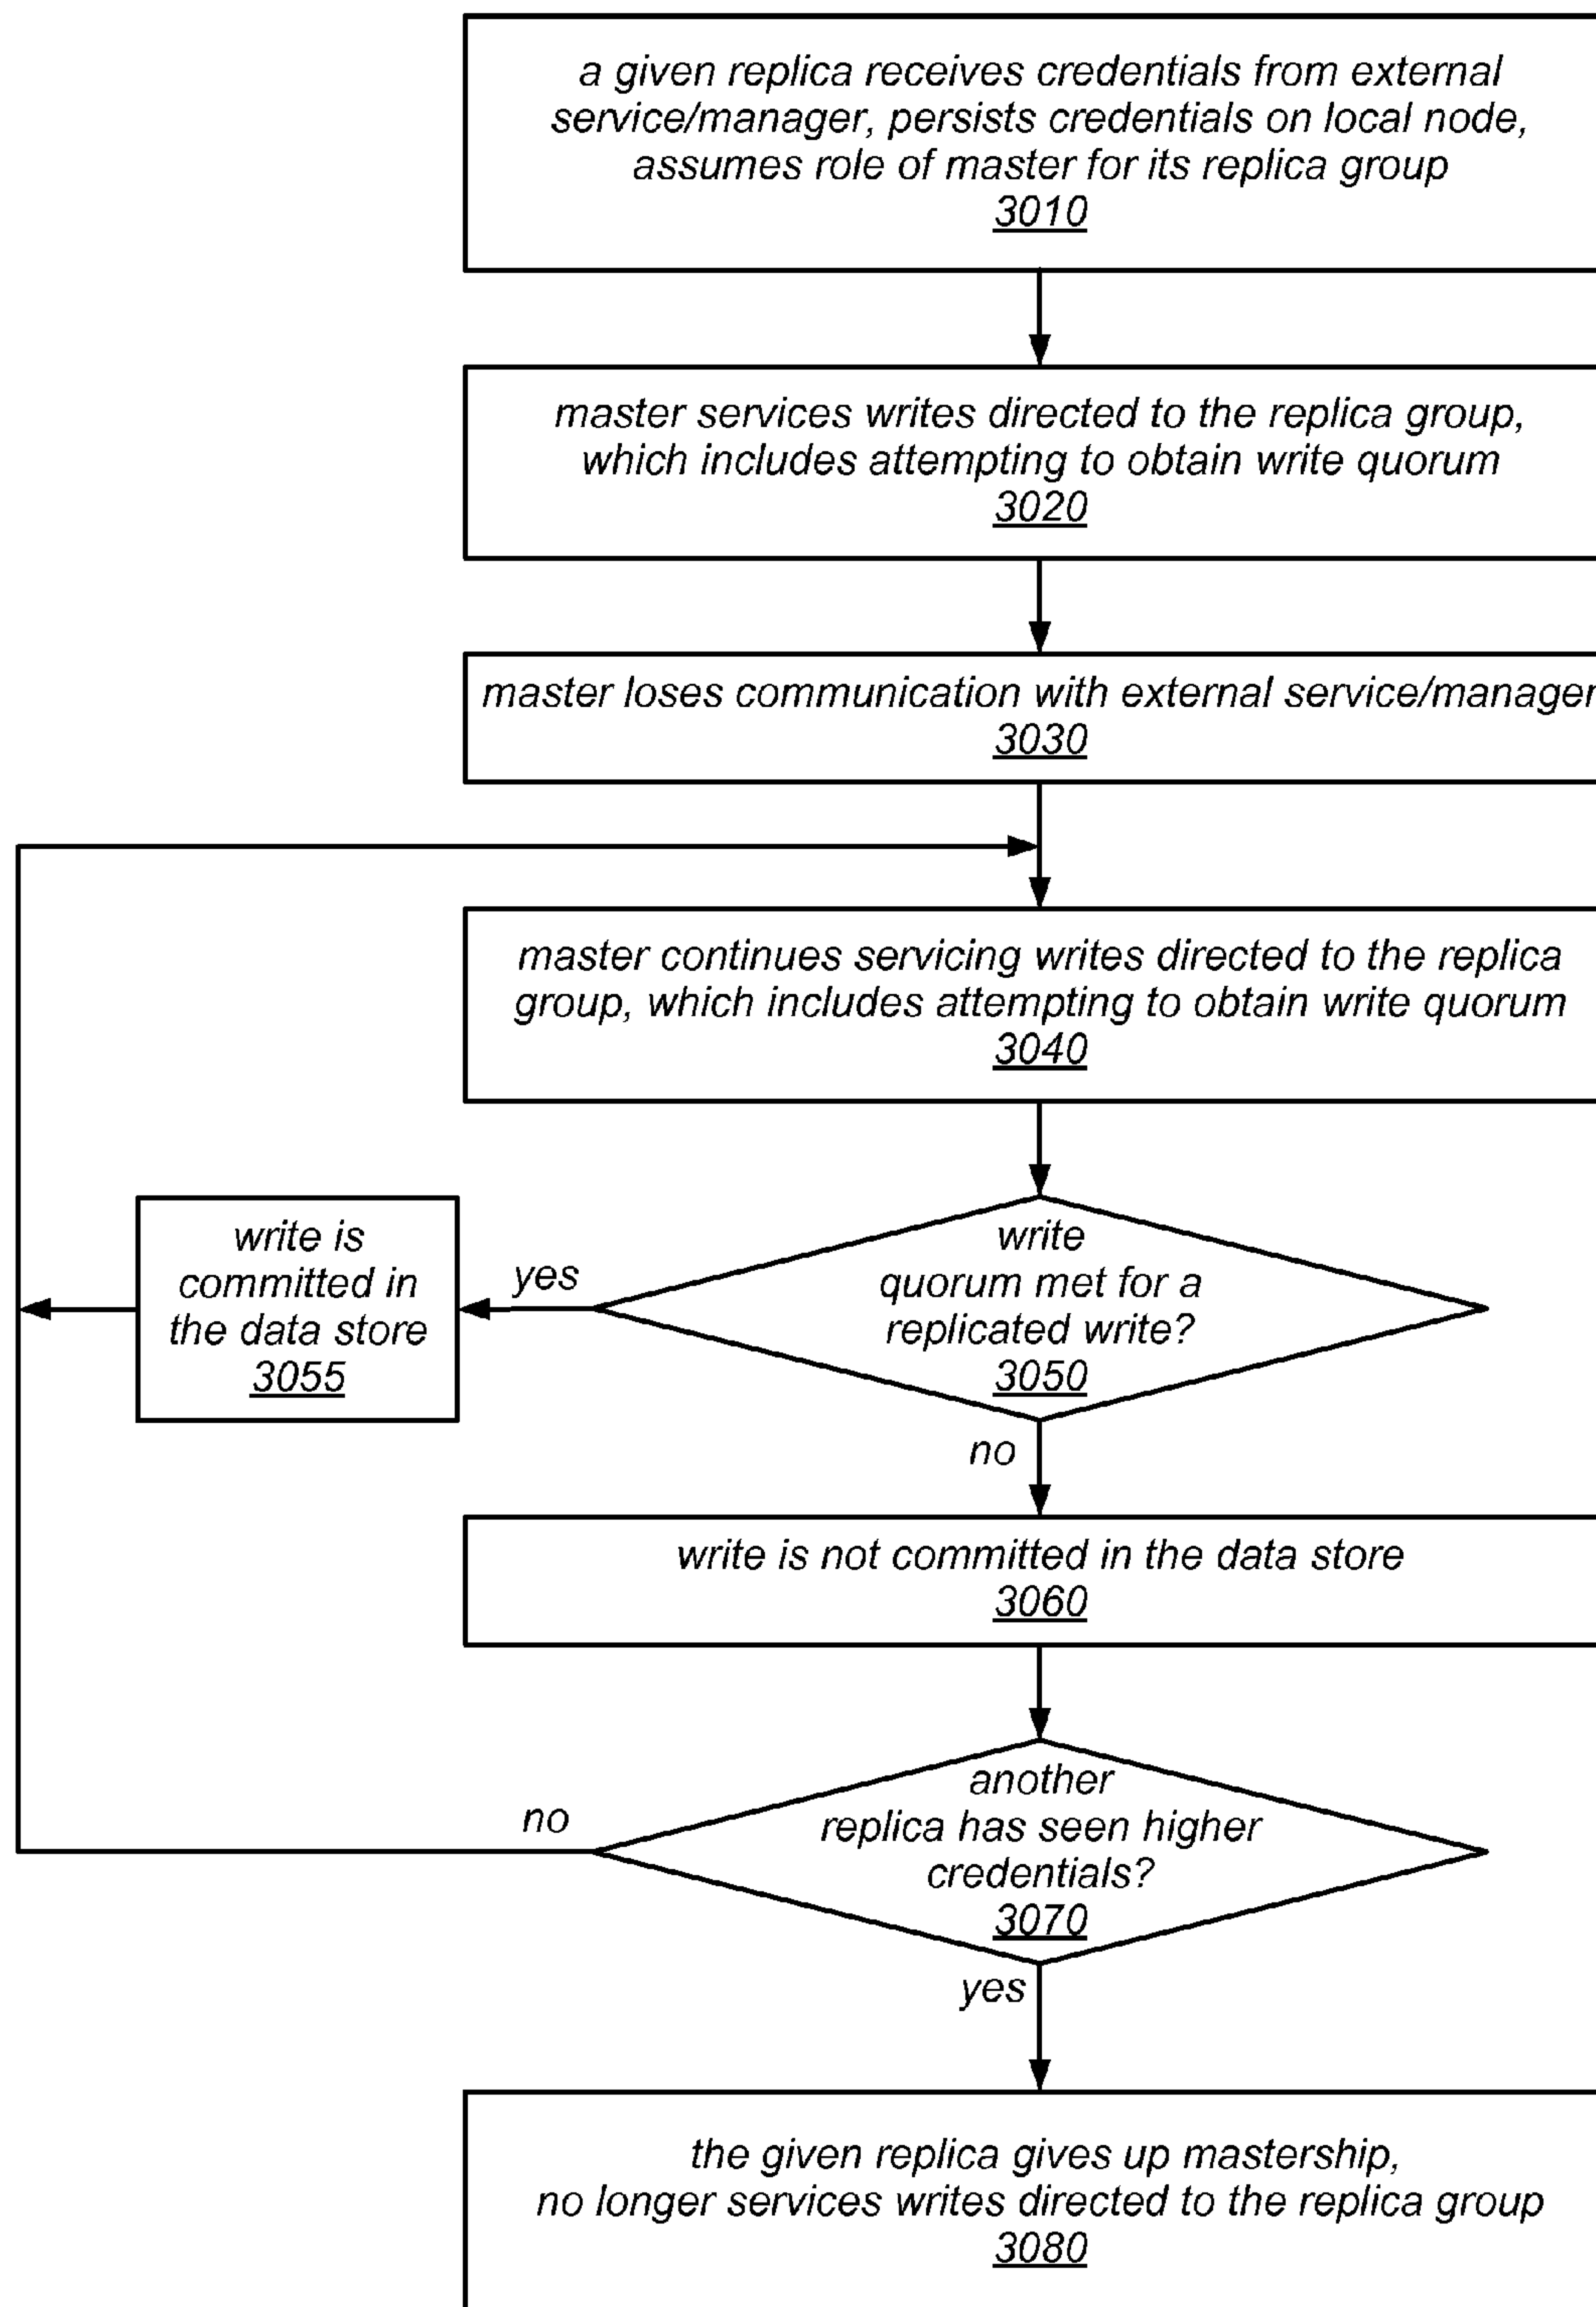 a given replica receives credentials from external
service/manager, persists credentials on local node,
assumes role of master for its replica group
3010
master services writes directed to the replica group,
which includes attempting to obtain write quorum
3020
master loses communication with external service/manager
3030
master continues servicing writes directed to the replica
group, which includes attempting to obtain write quorum
3040
write is
committed in
the data store
3055
yes
write
quorum met for a
replicated write?
3050
no
write is not committed in the data store
3060
another
replica has seen higher
credentials?
3070
no
yes
the given replica gives up mastership,
no longer services writes directed to the replica group
3080